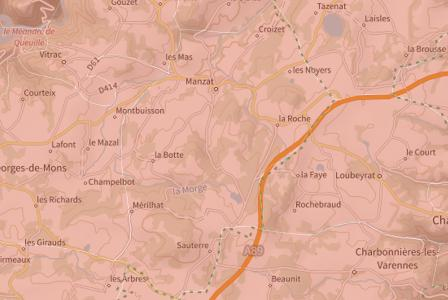 Gouzet
Tazenat
Laisles
le Méandre de
Queuille
Croizet
Vitrac
les Mas
la Brousse
D61
les Noyers
Manzat
D414
Courteix
Montbuisson
la Roche
Lafont
le Mazal
la Botte
le Court
eorges-de-Mons
Champelbot
la Morge
la Faye
Loubeyrat
les Richards
Mérilhat
Rochebraud
Cha
les Girauds
Sauterre
A89
Charbonnières-les-
Varennes
irmeaux
les Arbres
Beaunit